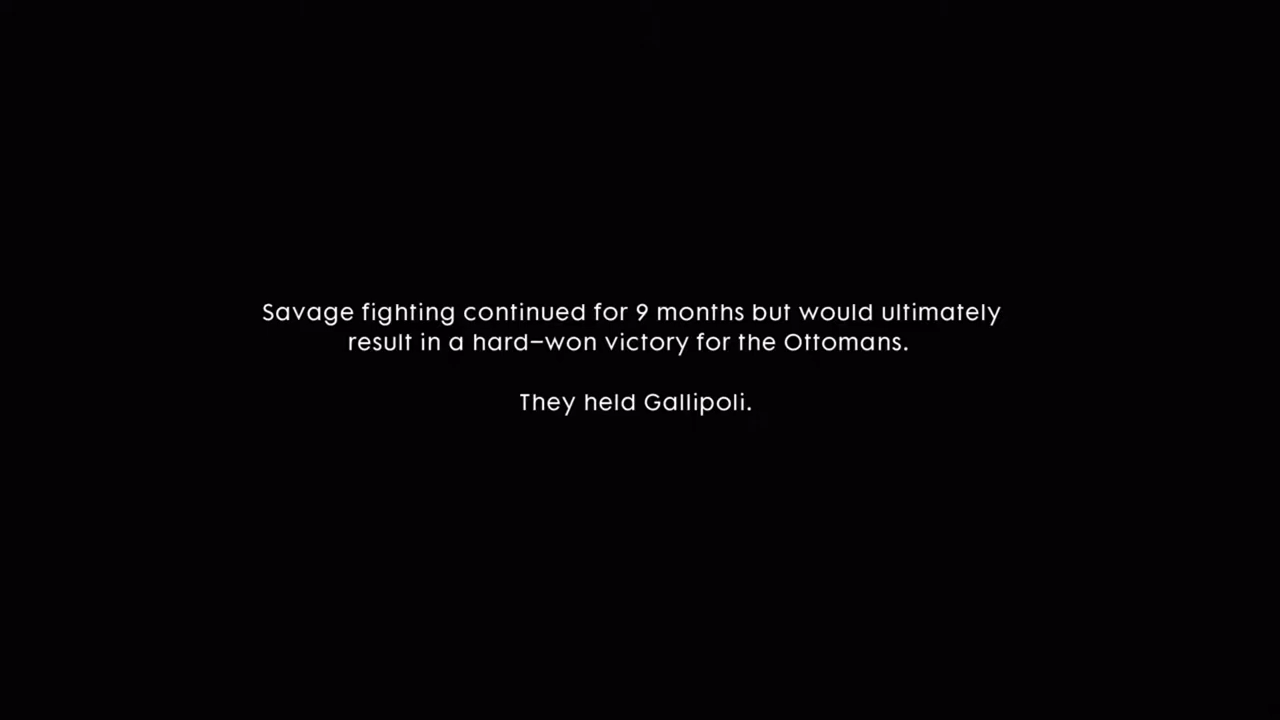 Savage fighting continued for 9 months but would ultimately
result in a hard–won victory for the Ottomans.
They held Gallipoli.